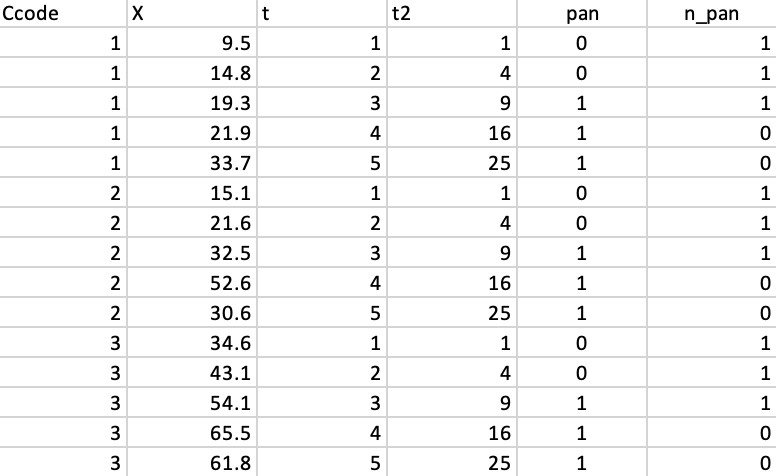 Ccode X t t2 pan n_pan
1 9.5 1 1 0 1
1 14.8 2 4 0 1
1 19.3 3 9 1 1
1 21.9 4 16 1 0
1 33.7 5 25 1 0
2 15.1 1 1 0 1
2 21.6 2 4 0 1
2 32.5 3 9 1 1
2 52.6 4 16 1 0
2 30.6 5 25 1 0
3 34.6 1 1 0 1
3 43.1 2 4 0 1
3 54.1 3 9 1 1
3 65.5 4 16 1 0
3 61.8 5 25 1 0